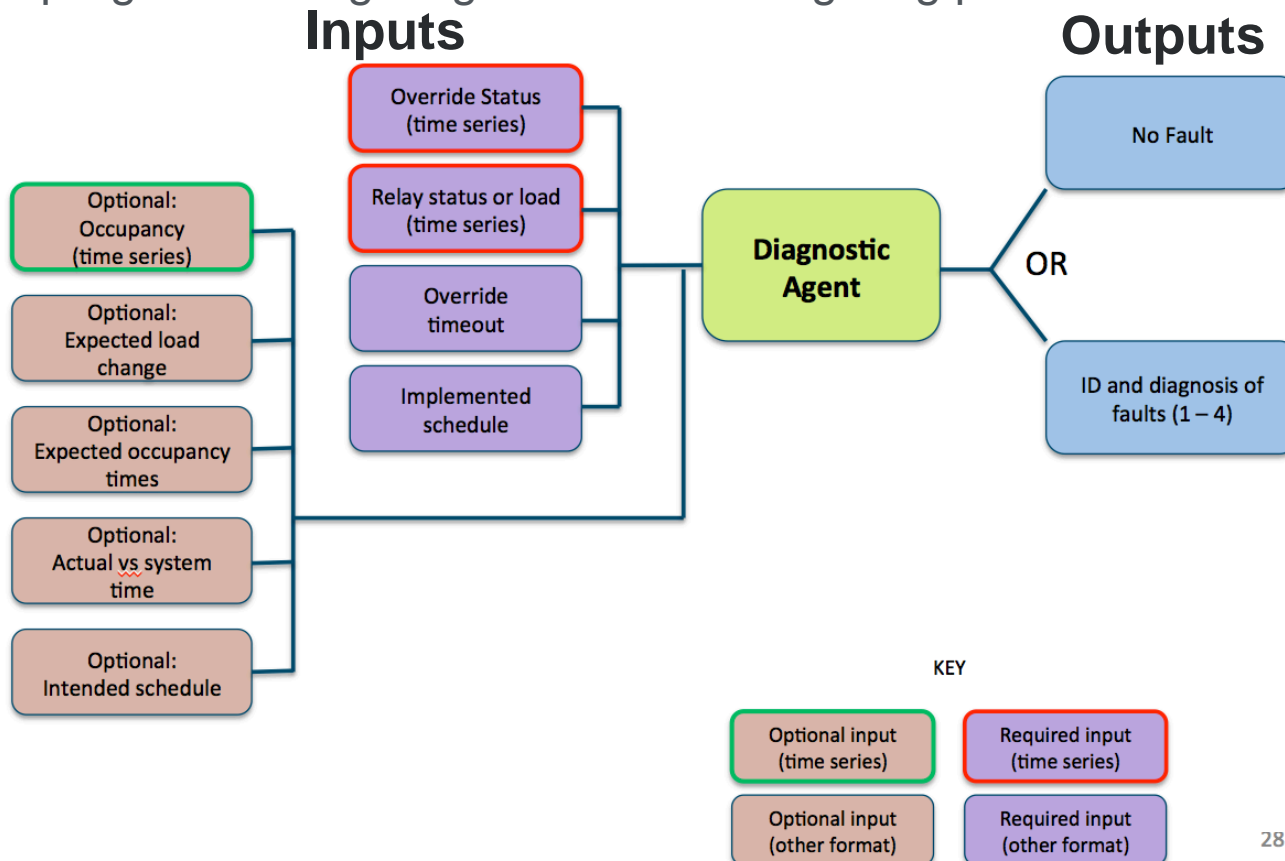 Inputs
Outputs
Override Status
(time series)
No Fault
Relay status or load
(time series)
Optional:
Occupancy
(time series)
Diagnostic
Agent
OR
Override
timeout
Optional:
Expected load
change
Implemented
schedule
ID and diagnosis of
faults (1 – 4)
Optional:
Expected occupancy
times
Optional:
Actual vs system
time
Optional:
Intended schedule
KEY
Optional input
(time series)
Required input
(time series)
Optional input
(other format)
Required input
(other format)
28